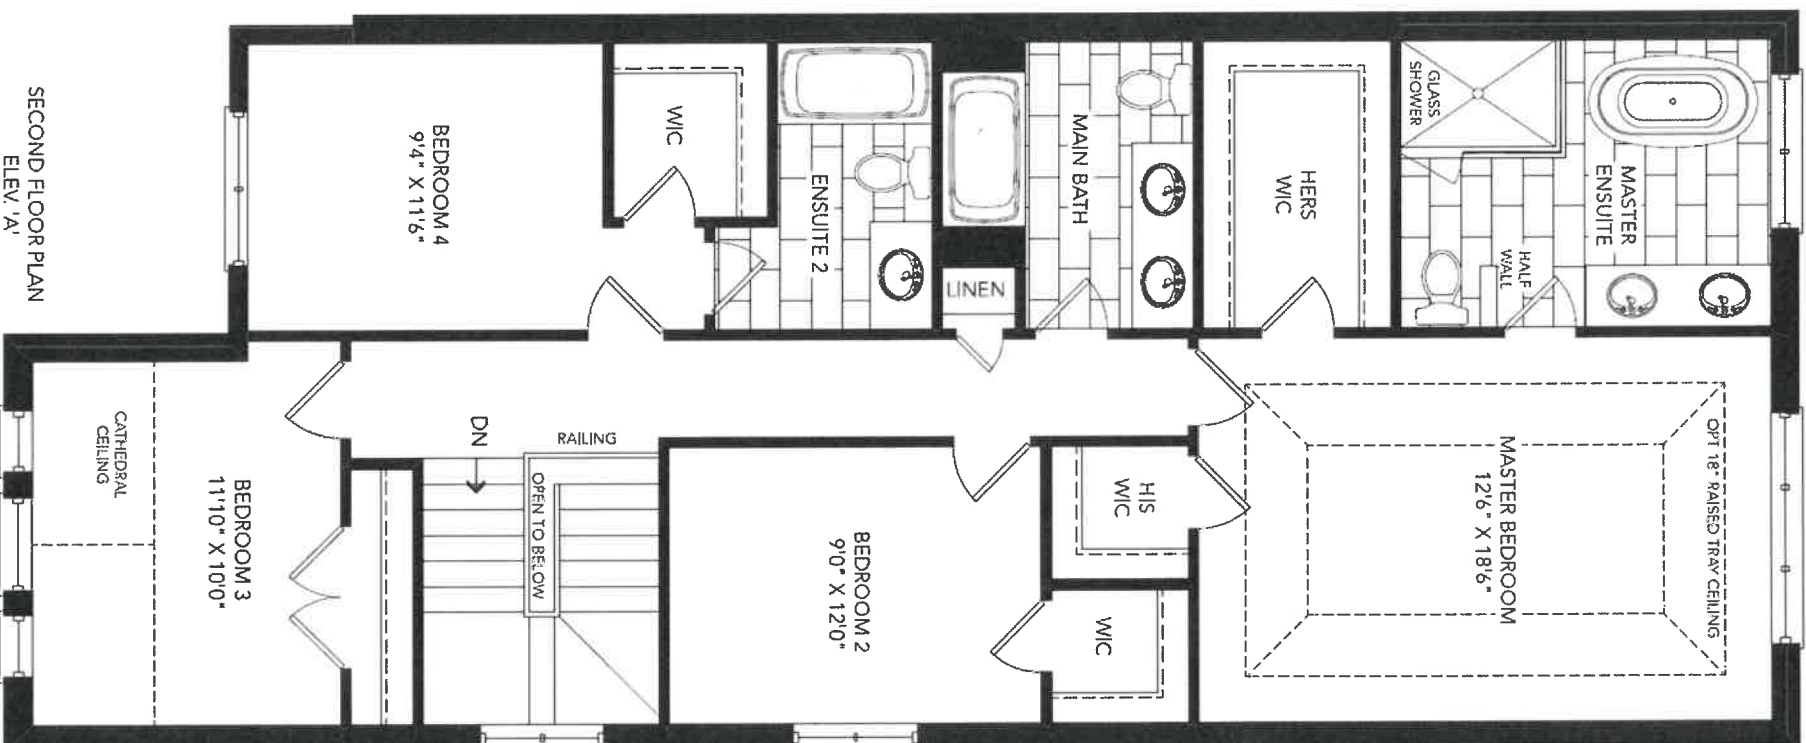 SECOND FLOOR PLAN
ELEV. 'A'
BEDROOM 4
9'4" X 11'6"
WIC
ENSUITE 2
LINEN
MAIN BATH
HERS
WIC
GLASS
SHOWER
MASTER
ENSUITE
HALF
WALL
CATHEDRAL
CEILING
BEDROOM 3
11'10" X 10'0"
DN
RAILING
OPEN TO BELOW
BEDROOM 2
9'0" X 12'0"
HIS
WIC
WIC
MASTER BEDROOM
12'6" X 18'6"
OPT 18" RAISED TRAY CEILING